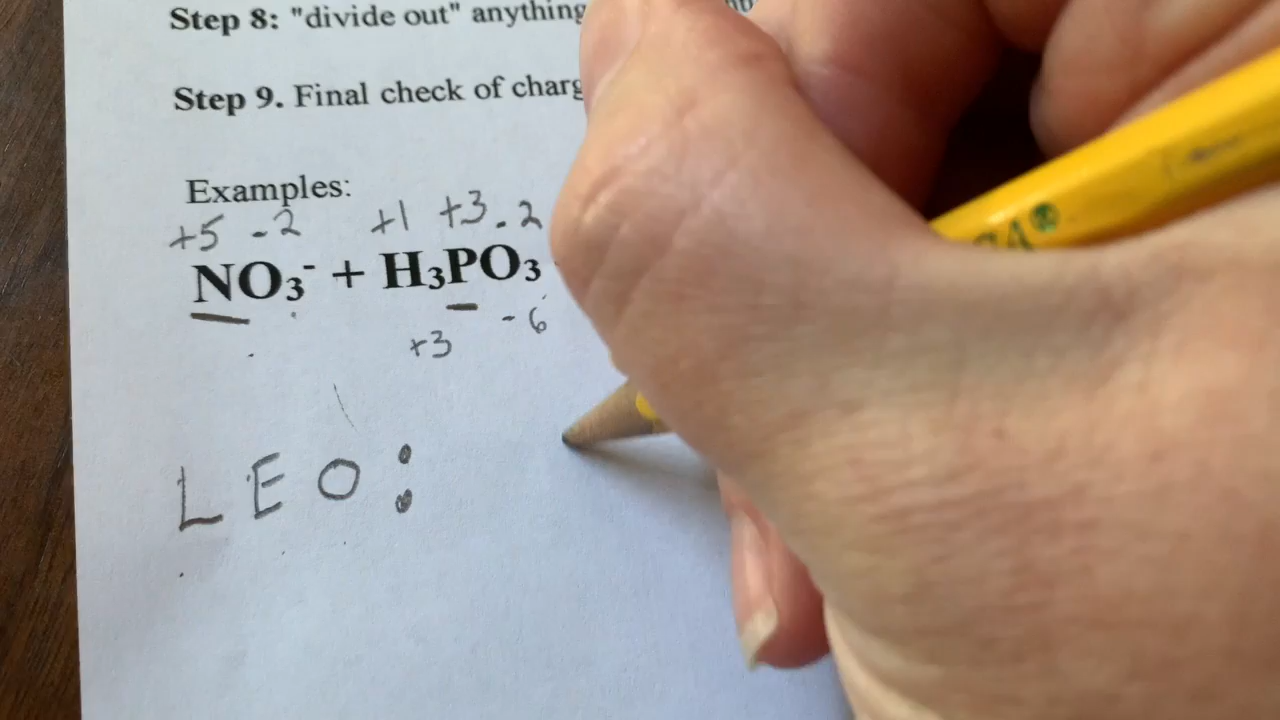 Step 8: "divide out" anything
Step 9. Final check of charg
Examples:
+5 -2 +1 +3 -2
NO₃⁻ + H₃PO₃
-6
+3
LEO: